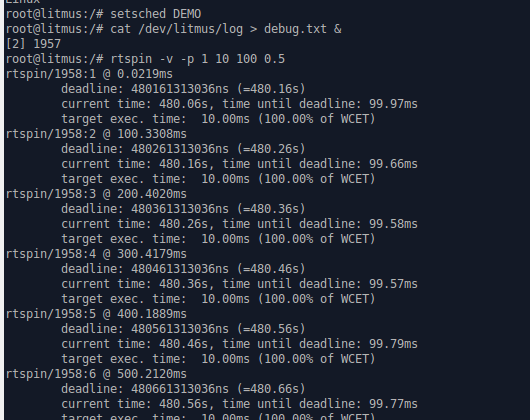 Linux
root@litmus:/# setsched DEMO
root@litmus:/# cat /dev/litmus/log > debug.txt &
[2] 1957
root@litmus:/# rtspin -v -p 1 10 100 0.5
rtspin/1958:1 @ 0.0219ms
        deadline: 480161313036ns (=480.16s)
        current time: 480.06s, time until deadline: 99.97ms
        target exec. time:  10.00ms (100.00% of WCET)
rtspin/1958:2 @ 100.3308ms
        deadline: 480261313036ns (=480.26s)
        current time: 480.16s, time until deadline: 99.66ms
        target exec. time:  10.00ms (100.00% of WCET)
rtspin/1958:3 @ 200.4020ms
        deadline: 480361313036ns (=480.36s)
        current time: 480.26s, time until deadline: 99.58ms
        target exec. time:  10.00ms (100.00% of WCET)
rtspin/1958:4 @ 300.4179ms
        deadline: 480461313036ns (=480.46s)
        current time: 480.36s, time until deadline: 99.57ms
        target exec. time:  10.00ms (100.00% of WCET)
rtspin/1958:5 @ 400.1889ms
        deadline: 480561313036ns (=480.56s)
        current time: 480.46s, time until deadline: 99.79ms
        target exec. time:  10.00ms (100.00% of WCET)
rtspin/1958:6 @ 500.2120ms
        deadline: 480661313036ns (=480.66s)
        current time: 480.56s, time until deadline: 99.77ms
        target exec. time:  10.00ms (100.00% of WCET)